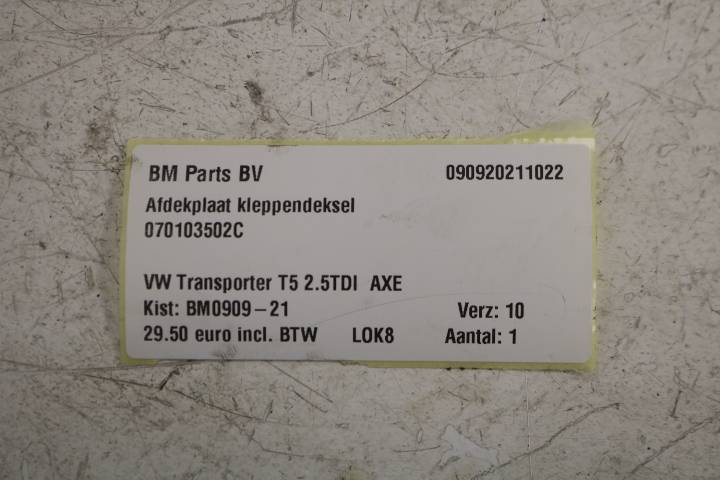 BM Parts BV 090920211022
Afdekplaat kleppendeksel
070103502C
VW Transporter T5 2.5TDI AXE
Kist: BM0909-21 Verz: 10
29.50 euro incl. BTW LOK8 Aantal: 1